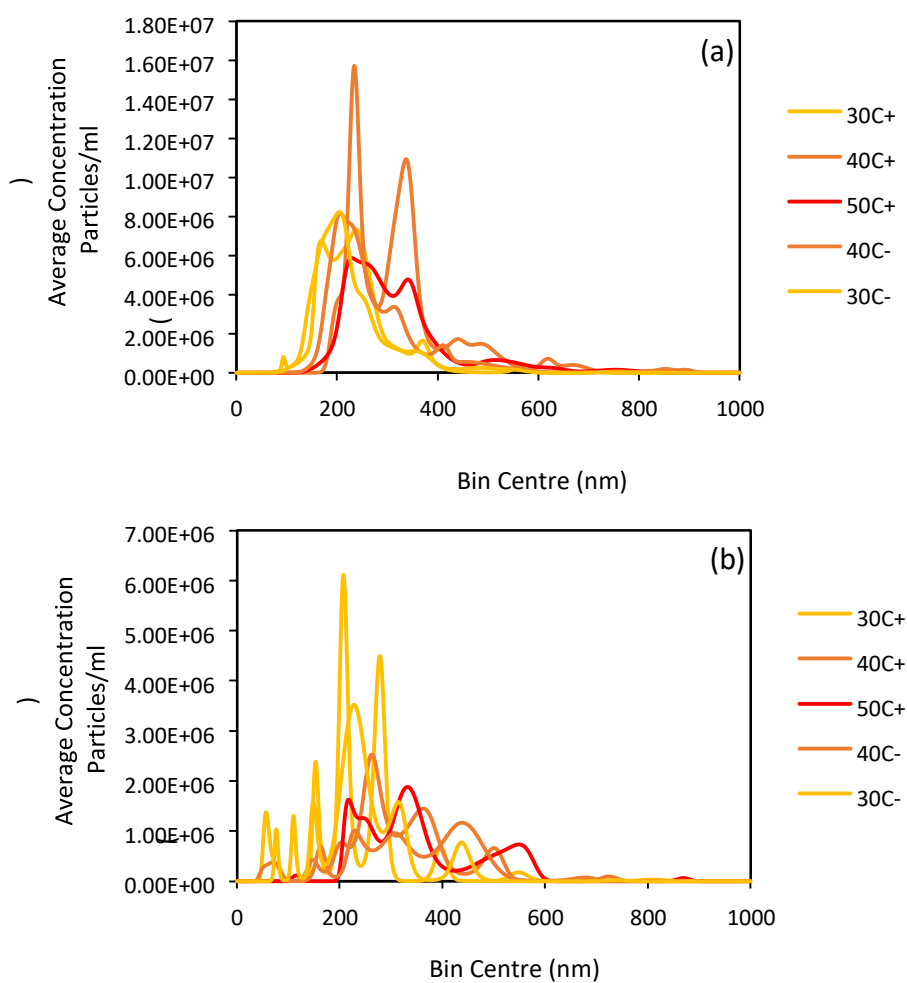 (a)
1.80E+07
1.60E+07
1.40E+07
1.20E+07
1.00E+07
8.00E+06
6.00E+06
4.00E+06
2.00E+06
0.00E+00
Average Concentration
Particles/ml
(
)
0 200 400 600 800 1000
Bin Centre (nm)
30C+
40C+
50C+
40C-
30C-
(b)
7.00E+06
6.00E+06
5.00E+06
4.00E+06
3.00E+06
2.00E+06
1.00E+06
0.00E+00
Average Concentration
Particles/ml
(
)
0 200 400 600 800 1000
Bin Centre (nm)
30C+
40C+
50C+
40C-
30C-